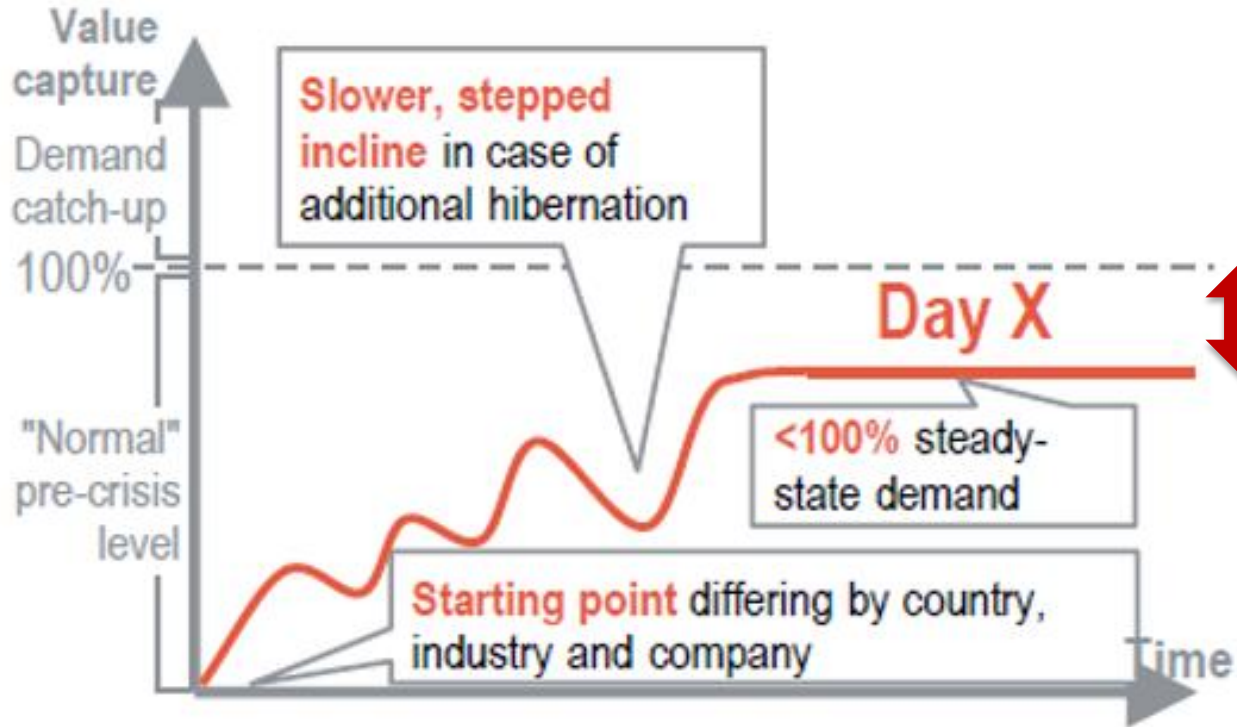 Value
capture
Demand
catch-up
100%
"Normal"
pre-crisis
level
Slower, stepped
incline in case of
additional hibernation
Day X
<100% steady-
state demand
Starting point differing by country,
industry and company
Time